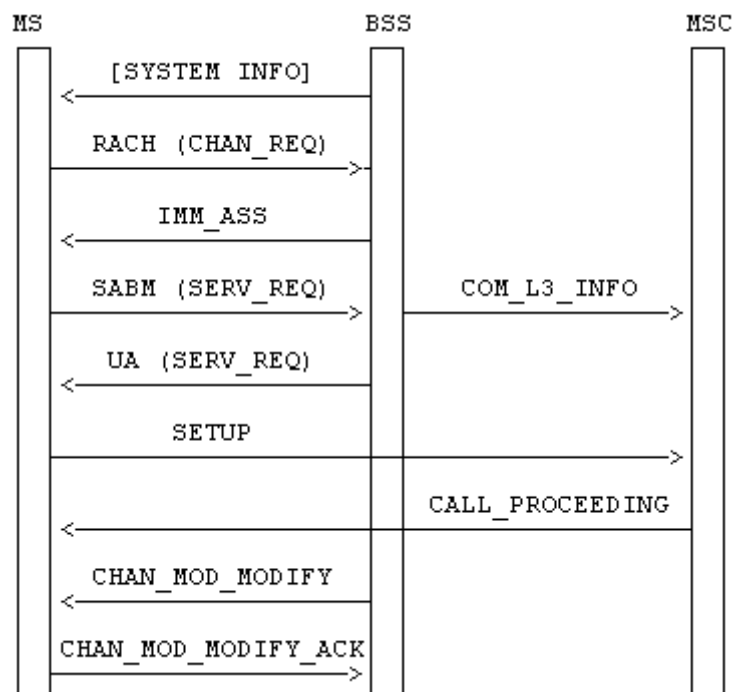 MS BSS MSC
[SYSTEM INFO]
RACH (CHAN_REQ)
IMM_ASS
SABM (SERV_REQ) COM_L3_INFO
UA (SERV_REQ)
SETUP
CALL_PROCEEDING
CHAN_MOD_MODIFY
CHAN_MOD_MODIFY_ACK